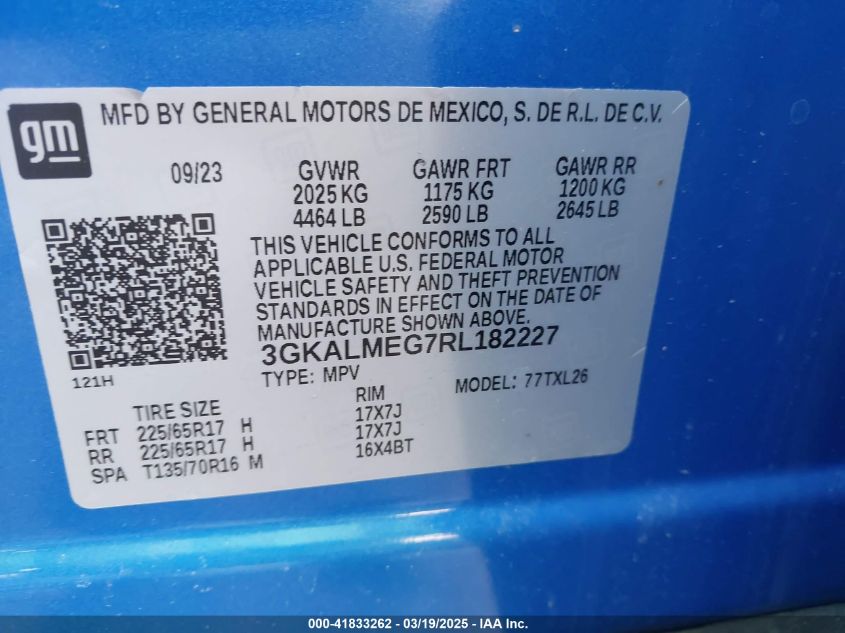 gm
MFD BY GENERAL MOTORS DE MEXICO, S. DE R.L. DE C.V.
09/23 GVWR GAWR FRT GAWR RR
2025 KG 1175 KG 1200 KG
4464 LB 2590 LB 2645 LB
THIS VEHICLE CONFORMS TO ALL
APPLICABLE U.S. FEDERAL MOTOR
VEHICLE SAFETY AND THEFT PREVENTION
STANDARDS IN EFFECT ON THE DATE OF
MANUFACTURE SHOWN ABOVE.
3GKALMEG7RL182227
121H
TYPE: MPV MODEL: 77TXL26
TIRE SIZE RIM
FRT 225/65R17 H 17X7J
RR 225/65R17 H 17X7J
SPA T135/70R16 M 16X4BT
000-41833262 - 03/19/2025 - IAA Inc.